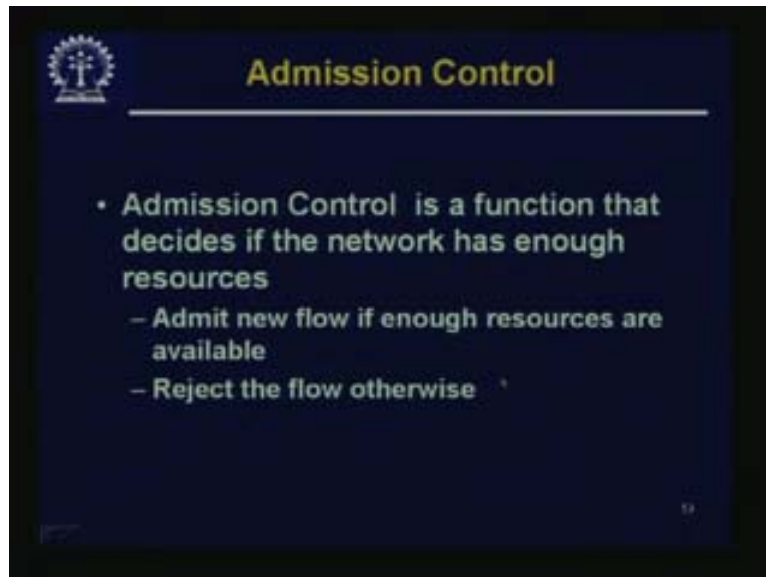 Admission Control
• Admission Control is a function that
decides if the network has enough
resources
– Admit new flow if enough resources are
available
– Reject the flow otherwise